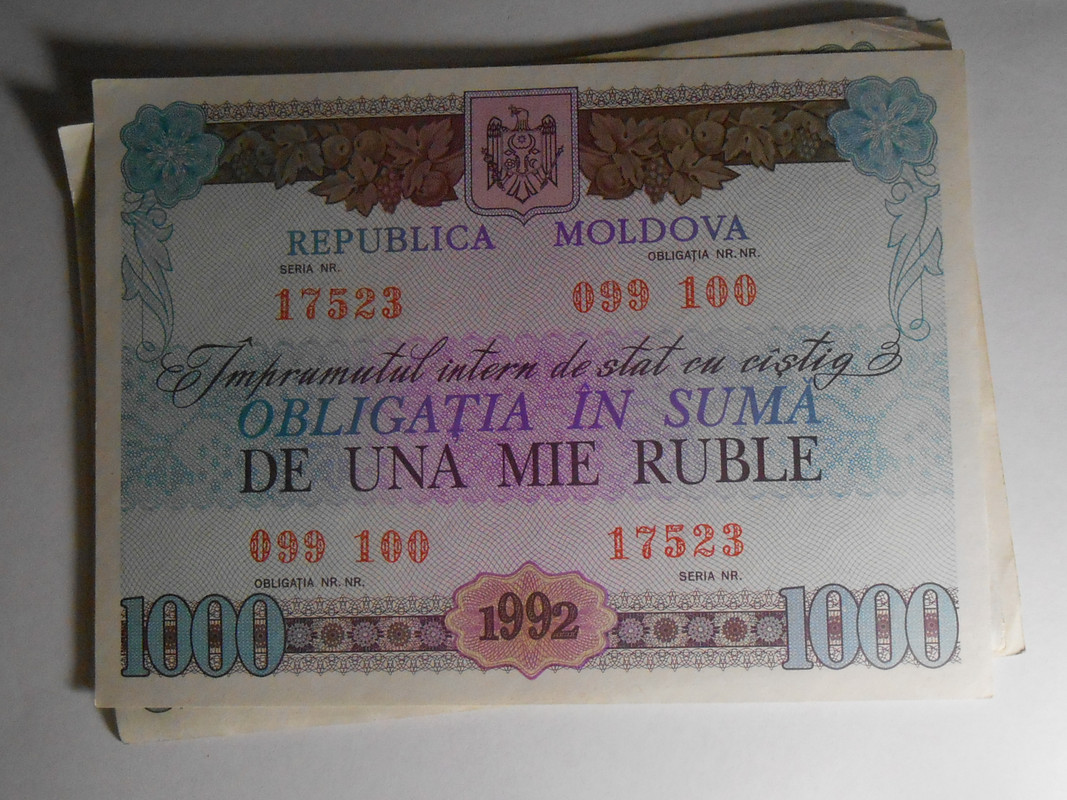 REPUBLICA MOLDOVA
SERIA NR. OBLIGAȚIA NR. NR.
17523 099 100
Împrumutul intern de stat cu cîștig
OBLIGAȚIA ÎN SUMĂ
DE UNA MIE RUBLE
099 100 17523
OBLIGAȚIA NR. NR. SERIA NR.
1000 1992 1000